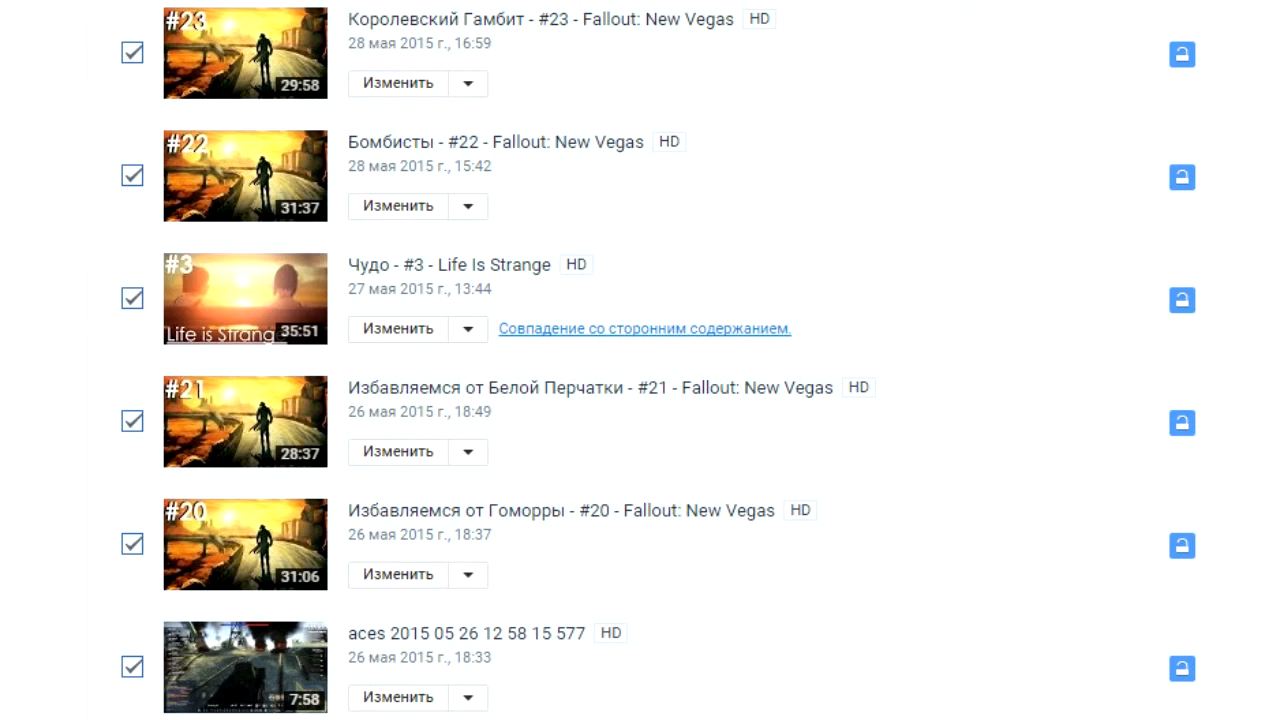 #23
29:58
Королевский Гамбит - #23 - Fallout: New Vegas HD
28 мая 2015 г., 16:59
Изменить
#22
31:37
Бомбисты - #22 - Fallout: New Vegas HD
28 мая 2015 г., 15:42
Изменить
#3
Life is Strang 35:51
Чудо - #3 - Life Is Strange HD
27 мая 2015 г., 13:44
Изменить Совпадение со сторонним содержанием.
#21
28:37
Избавляемся от Белой Перчатки - #21 - Fallout: New Vegas HD
26 мая 2015 г., 18:49
Изменить
#20
31:06
Избавляемся от Гоморры - #20 - Fallout: New Vegas HD
26 мая 2015 г., 18:37
Изменить
7:58
aces 2015 05 26 12 58 15 577 HD
26 мая 2015 г., 18:33
Изменить